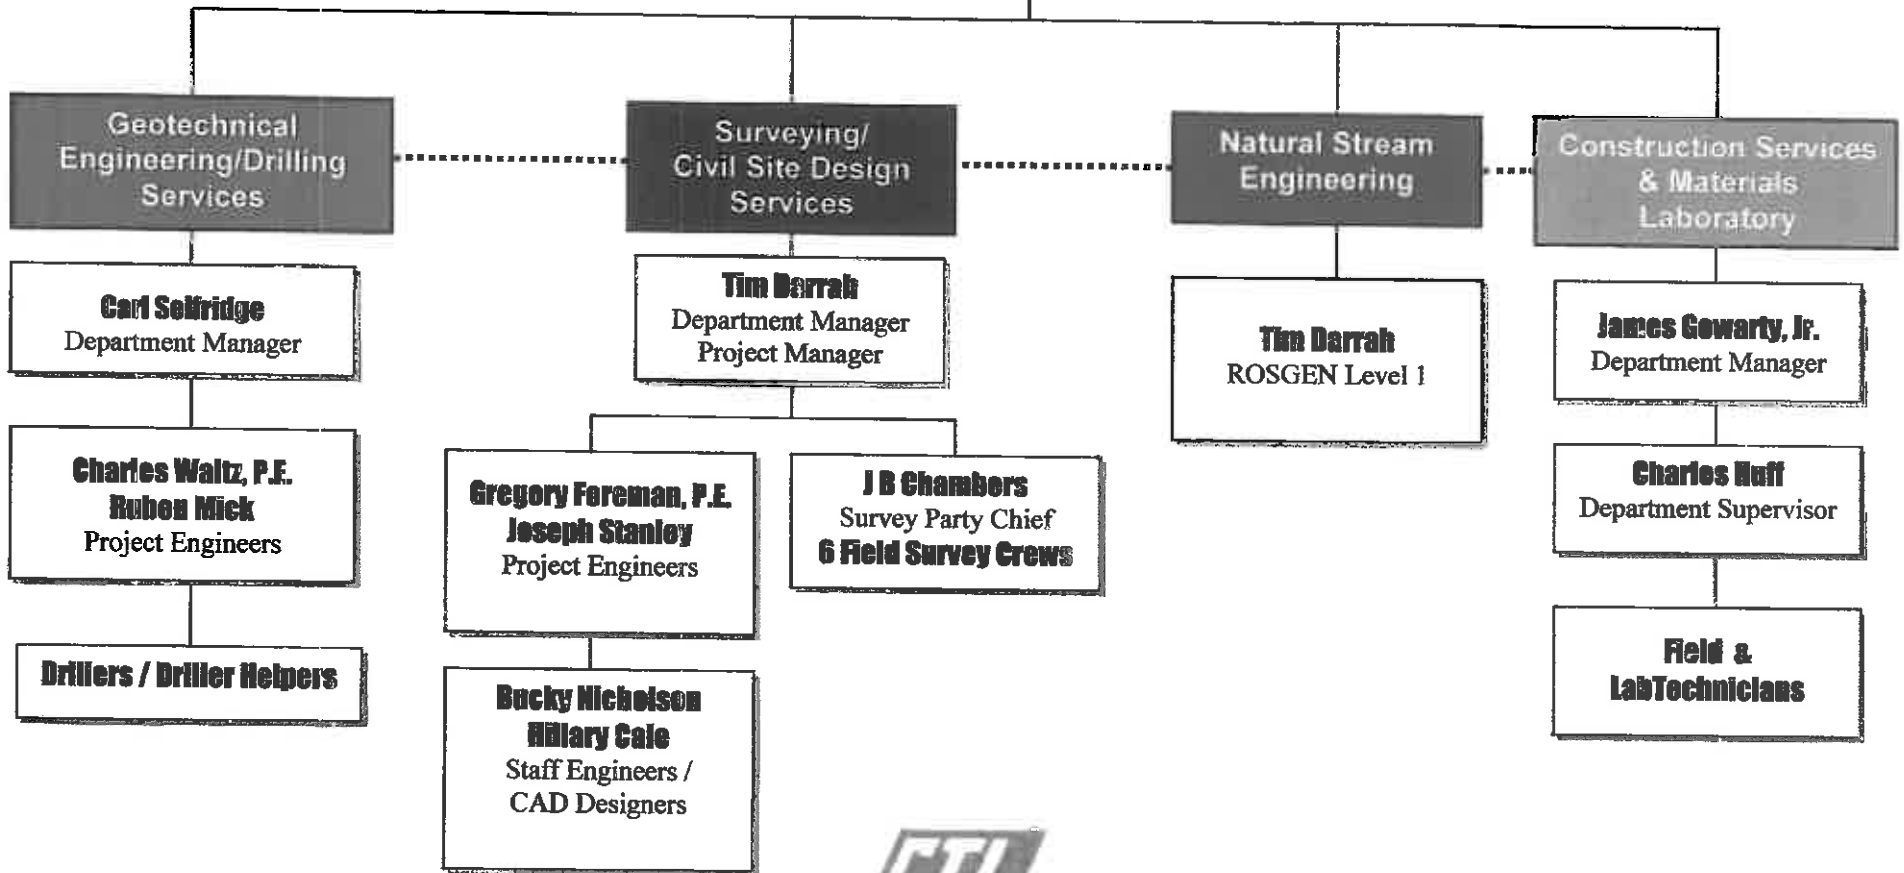 Geotechnical
Engineering/Drilling
Services
Carl Selfridge
Department Manager
Charles Waltz, P.E.
Ruben Mick
Project Engineers
Drillers / Driller Helpers
Surveying/
Civil Site Design
Services
Tim Darrah
Department Manager
Project Manager
Gregory Foreman, P.E.
Joseph Stanley
Project Engineers
Bucky Nicholson
Hillary Cale
Staff Engineers /
CAD Designers
J B Chambers
Survey Party Chief
6 Field Survey Crews
Natural Stream
Engineering
Tim Darrah
ROSGEN Level 1
Construction Services
& Materials
Laboratory
James Gowarty, Jr.
Department Manager
Charles Huff
Department Supervisor
Field &
LabTechnicians